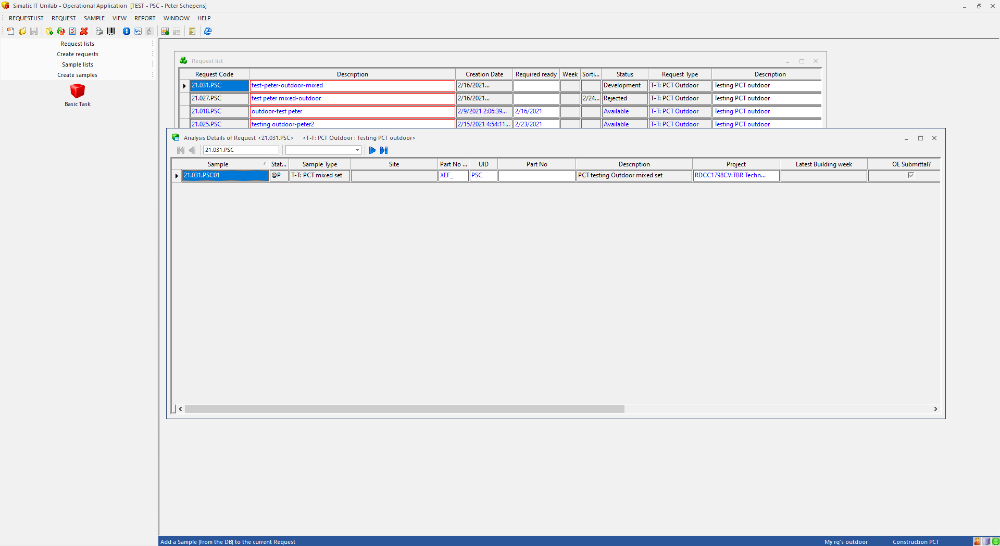 Simatic IT Unilab - Operational Application [TEST - PSC - Peter Schepens]
REQUESTLIST REQUEST SAMPLE VIEW REPORT WINDOW HELP
Request lists
Create requests
Sample lists
Create samples
Basic Task
Request list
Request Code Description Creation Date Required ready Week Sorti... Status Request Type Description
21.031.PSC test-peter-outdoor-mixed 2/16/2021... Development T-T: PCT Outdoor Testing PCT outdoor
21.027.PSC test peter mixed-outdoor 2/16/2021... 2/24... Rejected T-T: PCT Outdoor Testing PCT outdoor
21.018.PSC outdoor-test peter 2/9/2021 2:06:39... 2/16/2021 Available T-T: PCT Outdoor Testing PCT outdoor
21.025.PSC testing outdoor-peter2 2/15/2021 4:54:11... 2/23/2021 Available T-T: PCT Outdoor Testing PCT outdoor
Analysis Details of Request <21.031.PSC> <T-T: PCT Outdoor : Testing PCT outdoor>
21.031.PSC
Sample Stat... Sample Type Site Part No ... UID Part No Description Project Latest Building week OE Submittal?
21.031.PSC01 @P T-T: PCT mixed set XEF_ PSC PCT testing Outdoor mixed set RDCC1798CV:TBR Techn...
Add a Sample (from the DB) to the current Request My rq's outdoor Construction PCT